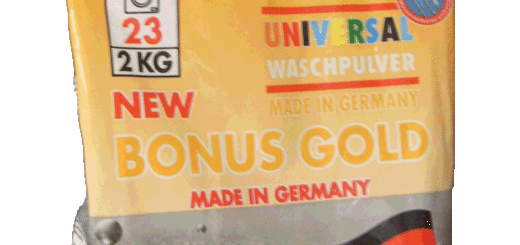 23
2 KG
UNIVERSAL
WASCHPULVER
MADE IN GERMANY
NEW
BONUS GOLD
MADE IN GERMANY